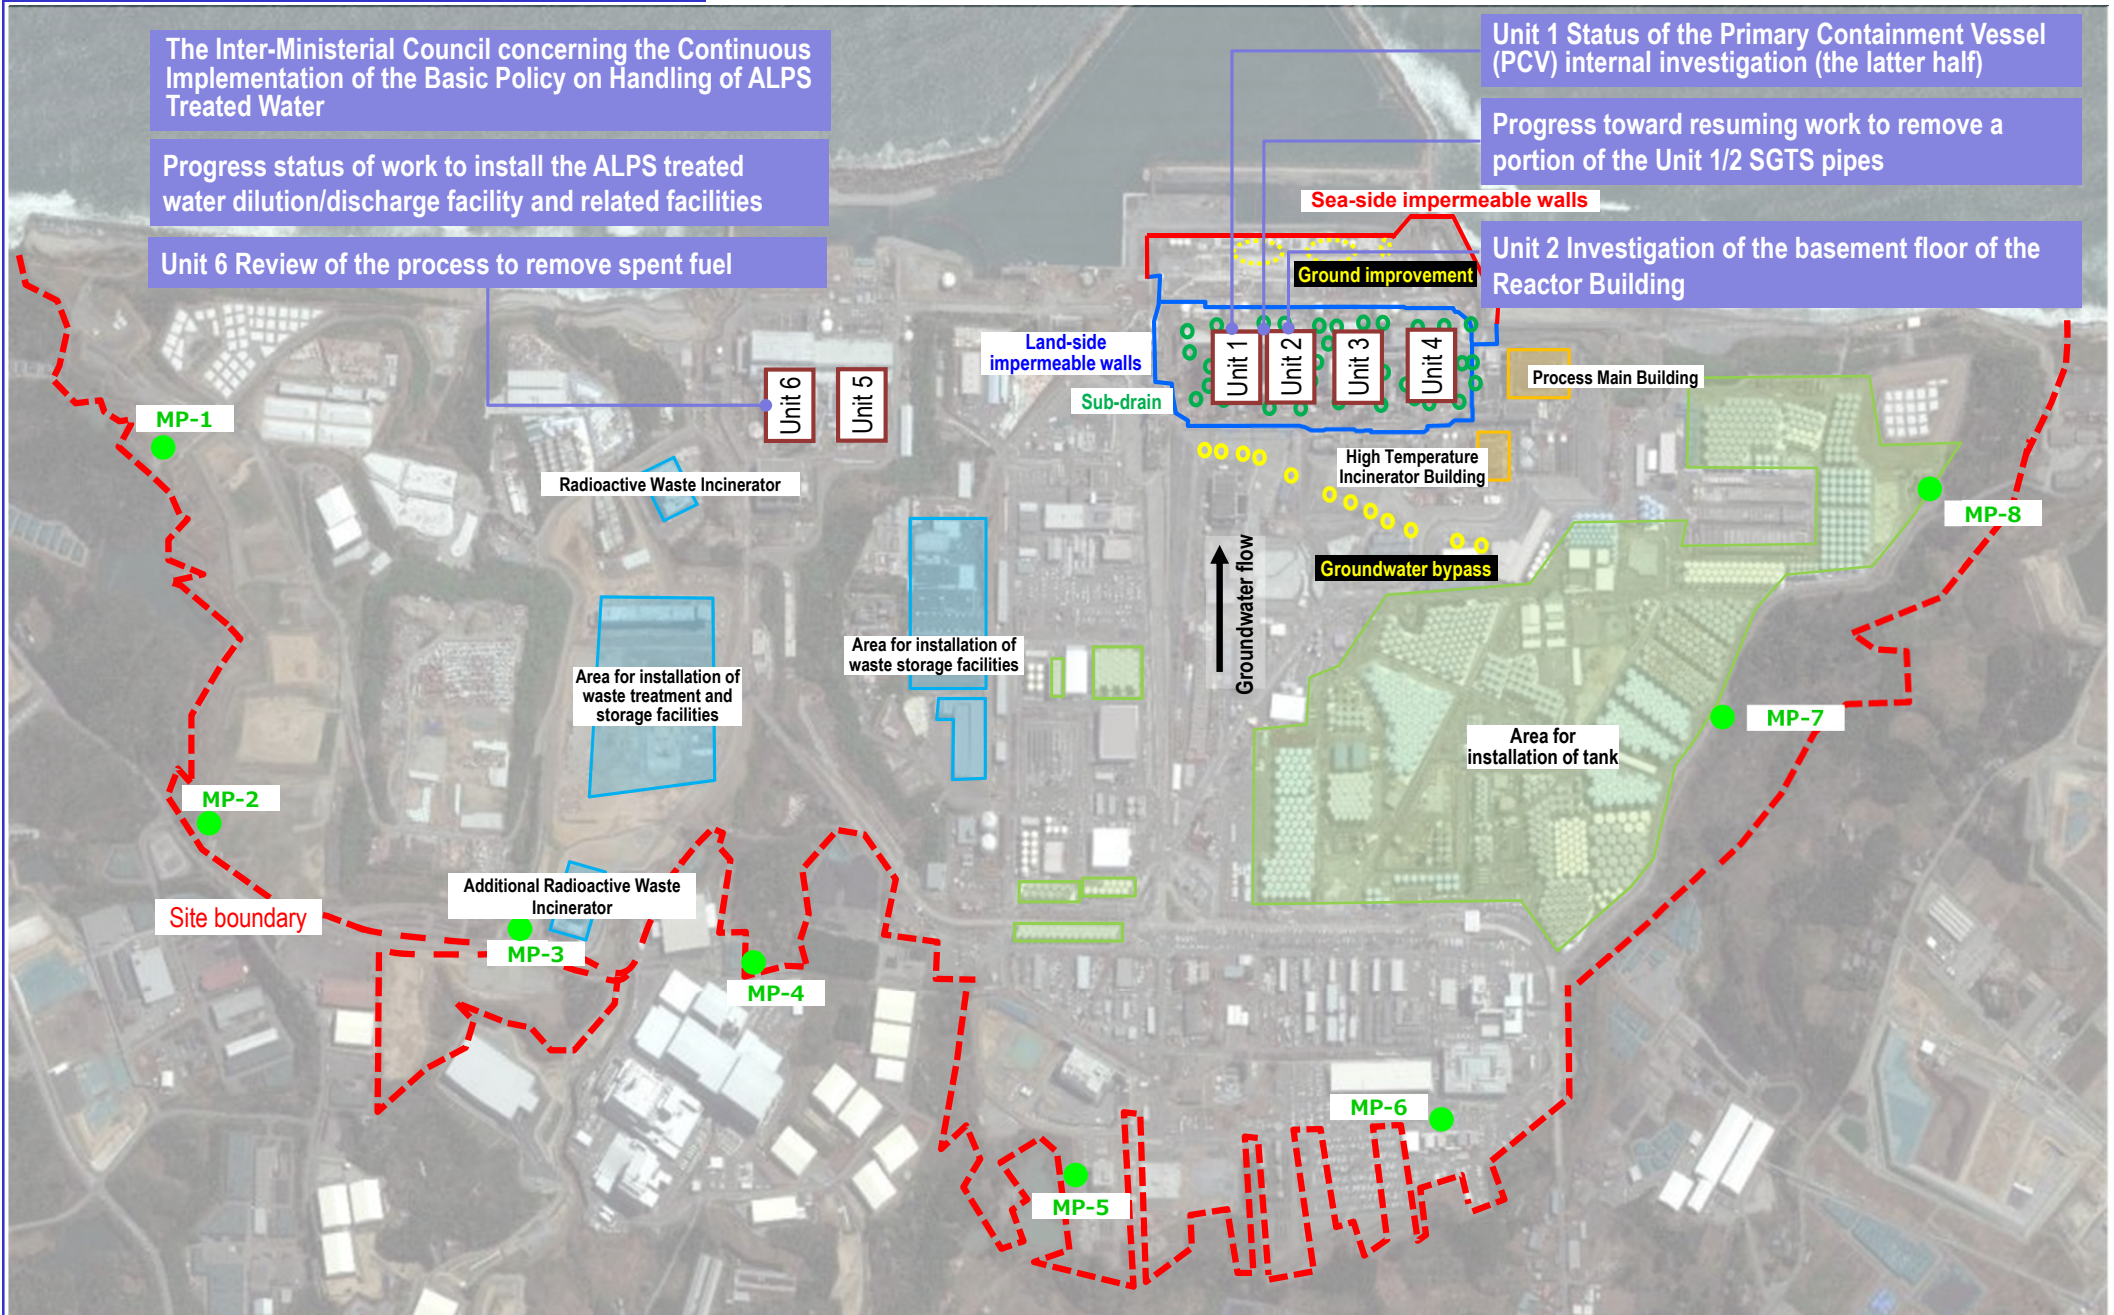 The Inter-Ministerial Council concerning the Continuous
Implementation of the Basic Policy on Handling of ALPS
Treated Water
Progress status of work to install the ALPS treated
water dilution/discharge facility and related facilities
Unit 6 Review of the process to remove spent fuel
Unit 1 Status of the Primary Containment Vessel
(PCV) internal investigation (the latter half)
Progress toward resuming work to remove a
portion of the Unit 1/2 SGTS pipes
Sea-side impermeable walls
Unit 2 Investigation of the basement floor of the
Reactor Building
Ground improvement
Land-side
impermeable walls
Sub-drain
Unit 1
Unit 2
Unit 3
Unit 4
Process Main Building
Unit 6
Unit 5
MP-1
High Temperature
Incinerator Building
Radioactive Waste Incinerator
MP-8
Groundwater bypass
Groundwater flow
Area for installation of
waste storage facilities
Area for installation of
waste treatment and
storage facilities
MP-7
Area for
installation of tank
MP-2
Additional Radioactive Waste
Incinerator
Site boundary
MP-3
MP-4
MP-6
MP-5